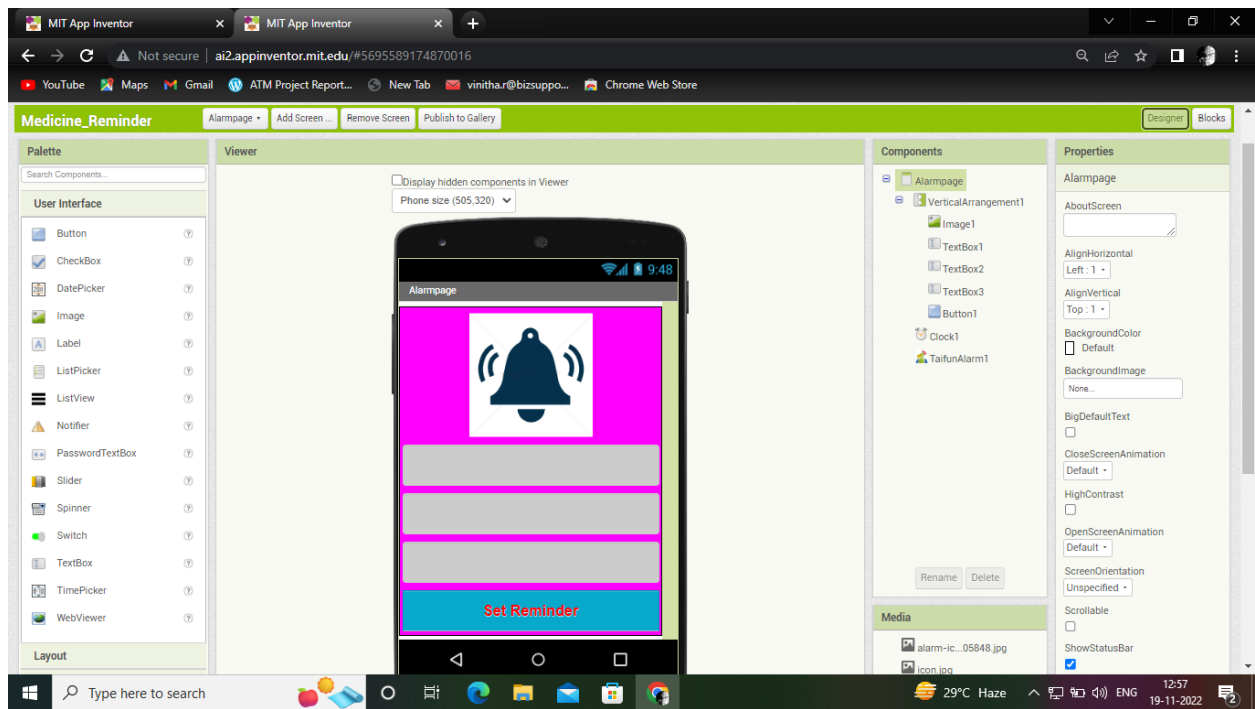 MIT App Inventor
MIT App Inventor
Not secure ai2.appinventor.mit.edu/#5695589174870016
YouTube Maps Gmail ATM Project Report... New Tab vinitha.r@bizsuppo... Chrome Web Store
Medicine_Reminder Alarmpage Add Screen ... Remove Screen Publish to Gallery Designer Blocks
Palette
Search Components...
User Interface
Button
CheckBox
DatePicker
Image
Label
ListPicker
ListView
Notifier
PasswordTextBox
Slider
Spinner
Switch
TextBox
TimePicker
WebViewer
Layout
Viewer
Display hidden components in Viewer
Phone size (505,320)
9:48
Alarmpage
Set Reminder
Components
Alarmpage
VerticalArrangement1
Image1
TextBox1
TextBox2
TextBox3
Button1
Clock1
TaifunAlarm1
Rename Delete
Media
alarm-ic...05848.jpg
icon.jpg
Properties
Alarmpage
AboutScreen
AlignHorizontal
Left : 1
AlignVertical
Top : 1
BackgroundColor
Default
BackgroundImage
None...
BigDefaultText
CloseScreenAnimation
Default
HighContrast
OpenScreenAnimation
Default
ScreenOrientation
Unspecified
Scrollable
ShowStatusBar
Type here to search
29°C Haze
ENG
12:57
19-11-2022
2